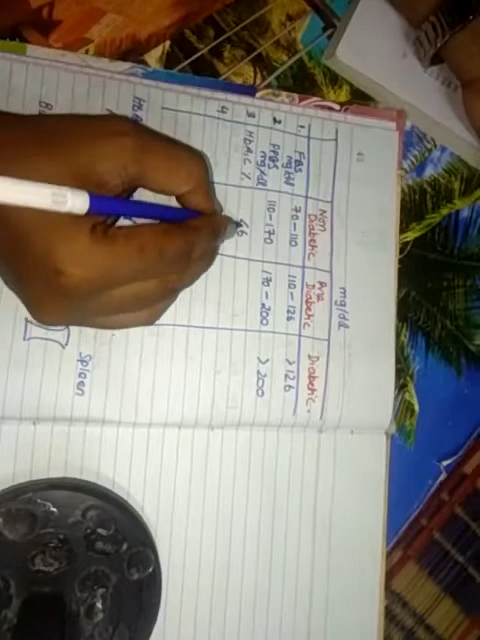 mg/dl
Non Diabetic Pre Diabetic Diabetic.
1. FBS mg/dl 70-110 110-126 >126
2 PPBS mg/dl 110-170 170-200 >200
3 HbA1C %
4
Spleen